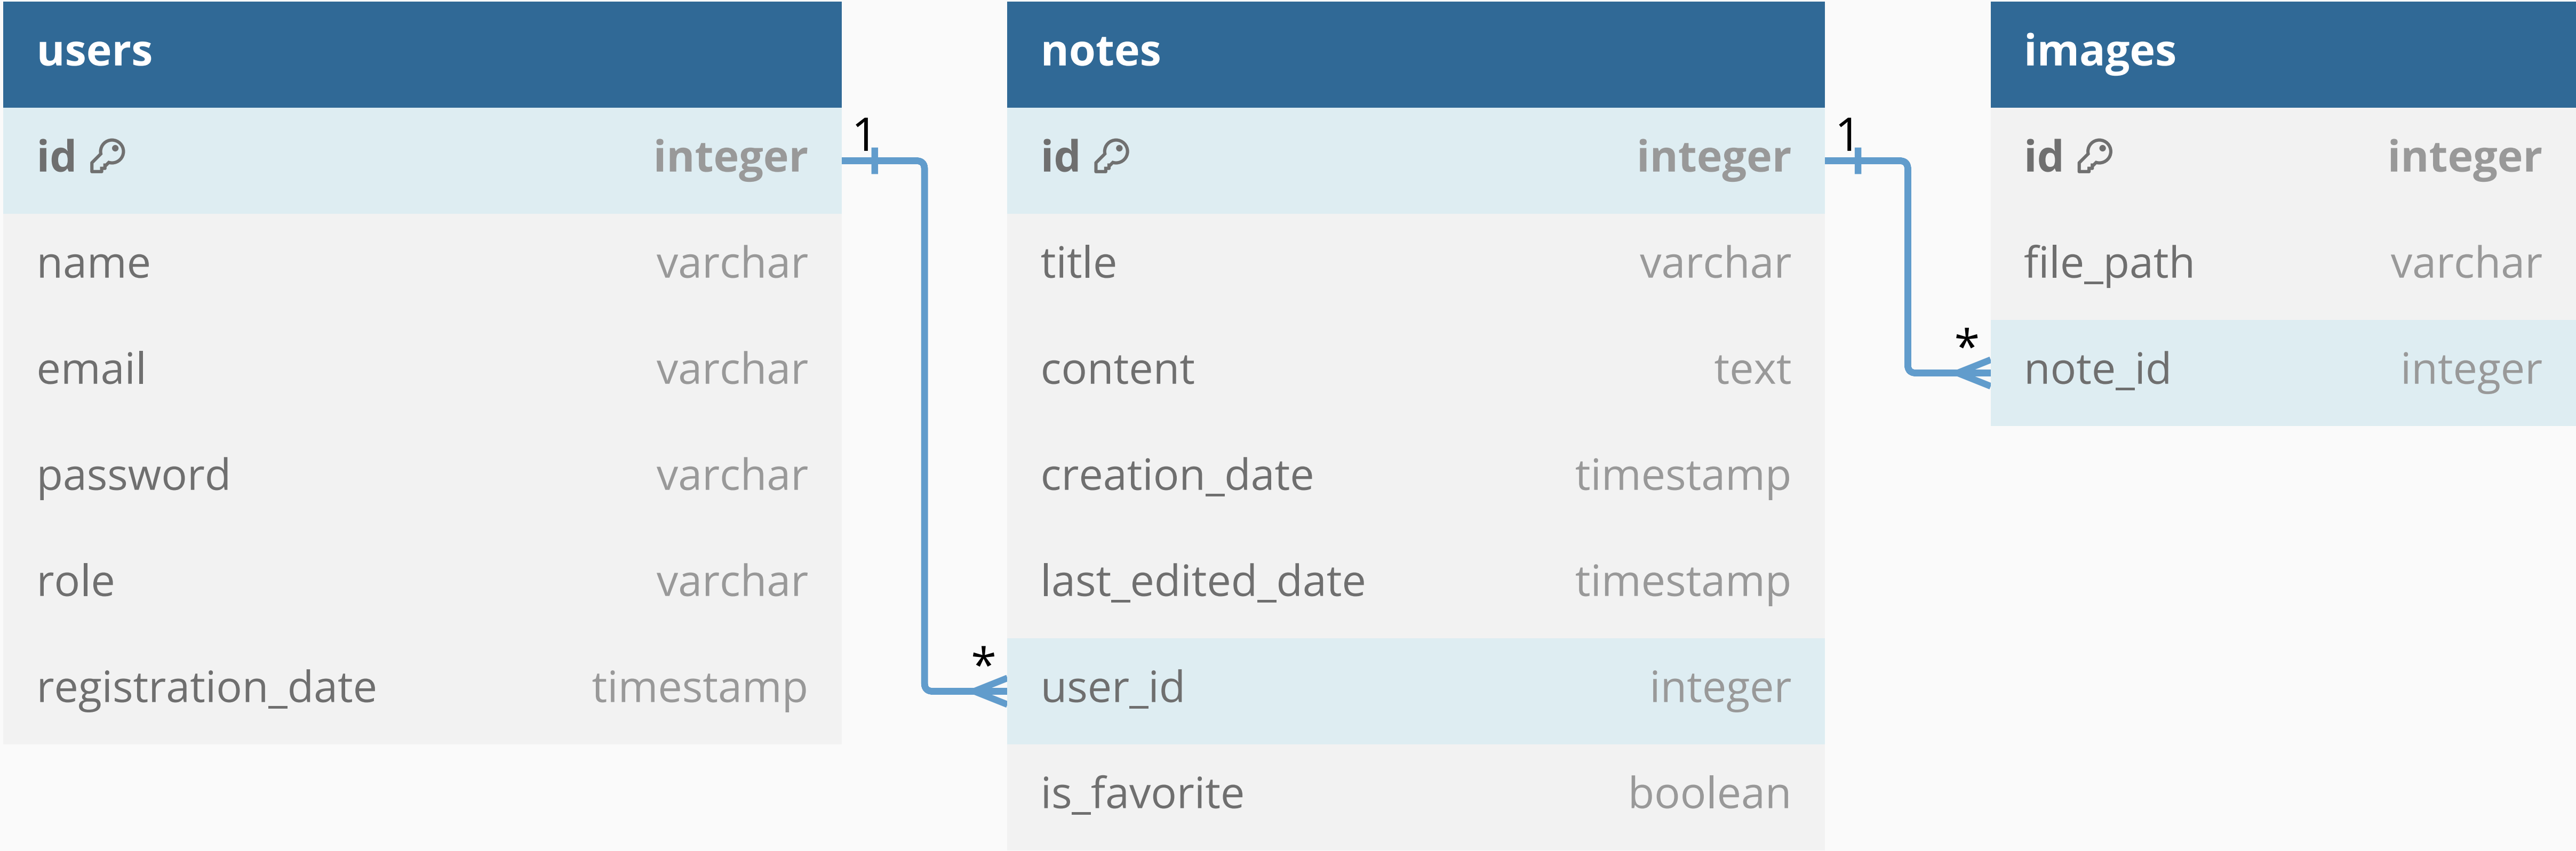 users
id integer
name varchar
email varchar
password varchar
role varchar
registration_date timestamp
1
*
notes
id integer
title varchar
content text
creation_date timestamp
last_edited_date timestamp
user_id integer
is_favorite boolean
1
*
images
id integer
file_path varchar
note_id integer